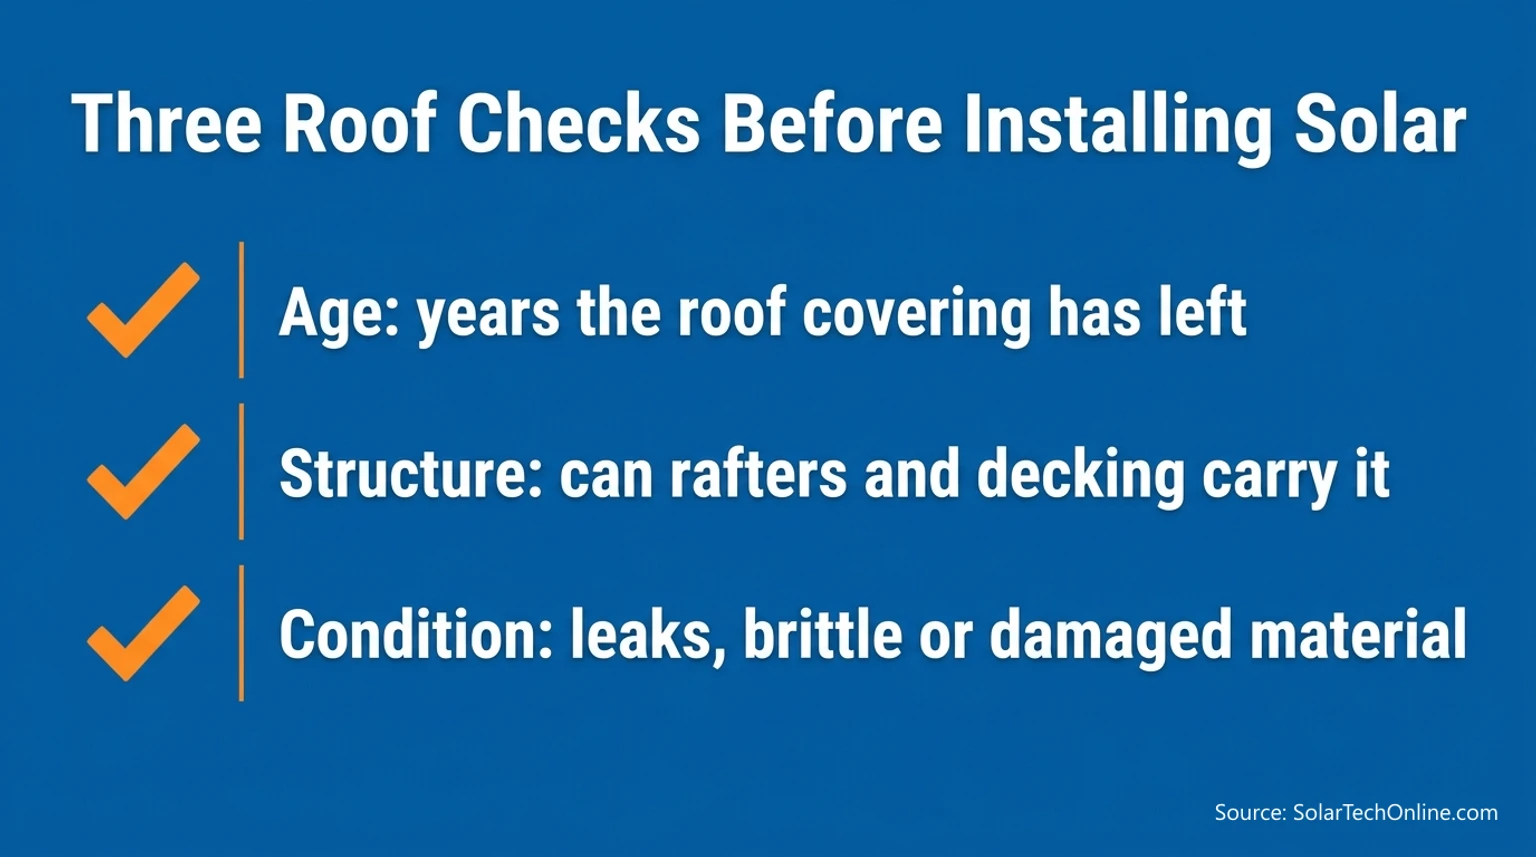 Three Roof Checks Before Installing Solar
Age: years the roof covering has left
Structure: can rafters and decking carry it
Condition: leaks, brittle or damaged material
Source: SolarTechOnline.com